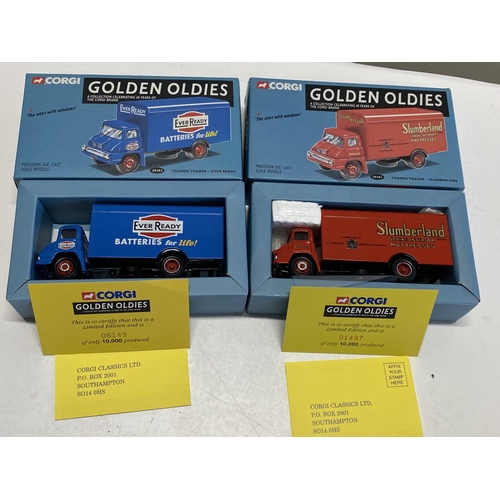 CORGI
GOLDEN OLDIES
A COLLECTION CELEBRATING 40 YEARS OF
THE CORGI BRAND
"The ones with windows"
EVER READY
BATTERIES for life!
PRECISION DIE-CAST
SCALE MODELS
THAMES TRADER - EVER READY
CORGI
GOLDEN OLDIES
A COLLECTION CELEBRATING 40 YEARS OF
THE CORGI BRAND
"The ones with windows"
Slumberland
MATTRESSES
PRECISION DIE-CAST
SCALE MODELS
THAMES TRADER - SLUMBERLAND
EVER READY
BATTERIES for life!
Slumberland
MATTRESSES
CORGI
GOLDEN OLDIES
This is to certify that this is a
Limited Edition and is
06149
of only 10,000 produced
CORGI CLASSICS LTD.
P.O. BOX 2001
SOUTHAMPTON
SO14 0HS
CORGI
GOLDEN OLDIES
This is to certify that this is a
Limited Edition and is
01497
of only 10,000 produced
AFFIX
YOUR
STAMP
HERE
CORGI CLASSICS LTD.
P.O. BOX 2001
SOUTHAMPTON
SO14 0HS